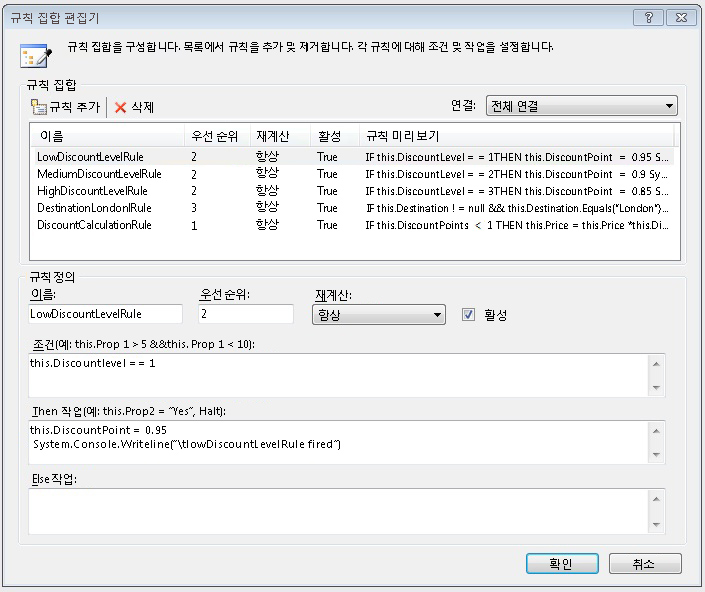 규칙 집합 편집기
규칙 집합을 구성합니다. 목록에서 규칙을 추가 및 제거합니다. 각 규칙에 대해 조건 및 작업을 설정합니다.
규칙 집합
규칙 추가 삭제 연결: 전체 연결
이름 우선 순위 재계산 활성 규칙 미리 보기
LowDiscountLevelRule 2 항상 True IF this.DiscountLevel = = 1THEN this.DiscountPoint = 0.95 S...
MediumDiscountLevelRule 2 항상 True IF this.DiscountLevel = = 2THEN this.DiscountPoint = 0.9 Sy...
HighDiscountLevelRule 2 항상 True IF this.DiscountLevel = = 3THEN this.DiscountPoint = 0.85 S...
DestinationLondonlRule 3 항상 True IF this.Destination ! = null && this.Destination.Equals("London"}...
DiscountCalculationRule 1 항상 True IF this.DiscountPoints < 1 THEN this.Price = this.Price *this.Di...
규칙 정의
이름: 우선 순위: 재계산:
LowDiscountLevelRule 2 항상 활성
조건(예: this.Prop 1 > 5 &&this. Prop 1 < 10):
this.Discountlevel = = 1
Then 작업(예: this.Prop2 = "Yes", Halt):
this.DiscountPoint = 0.95
System.Console.Writeline("\tlowDiscountLevelRule fired")
Else 작업:
확인 취소